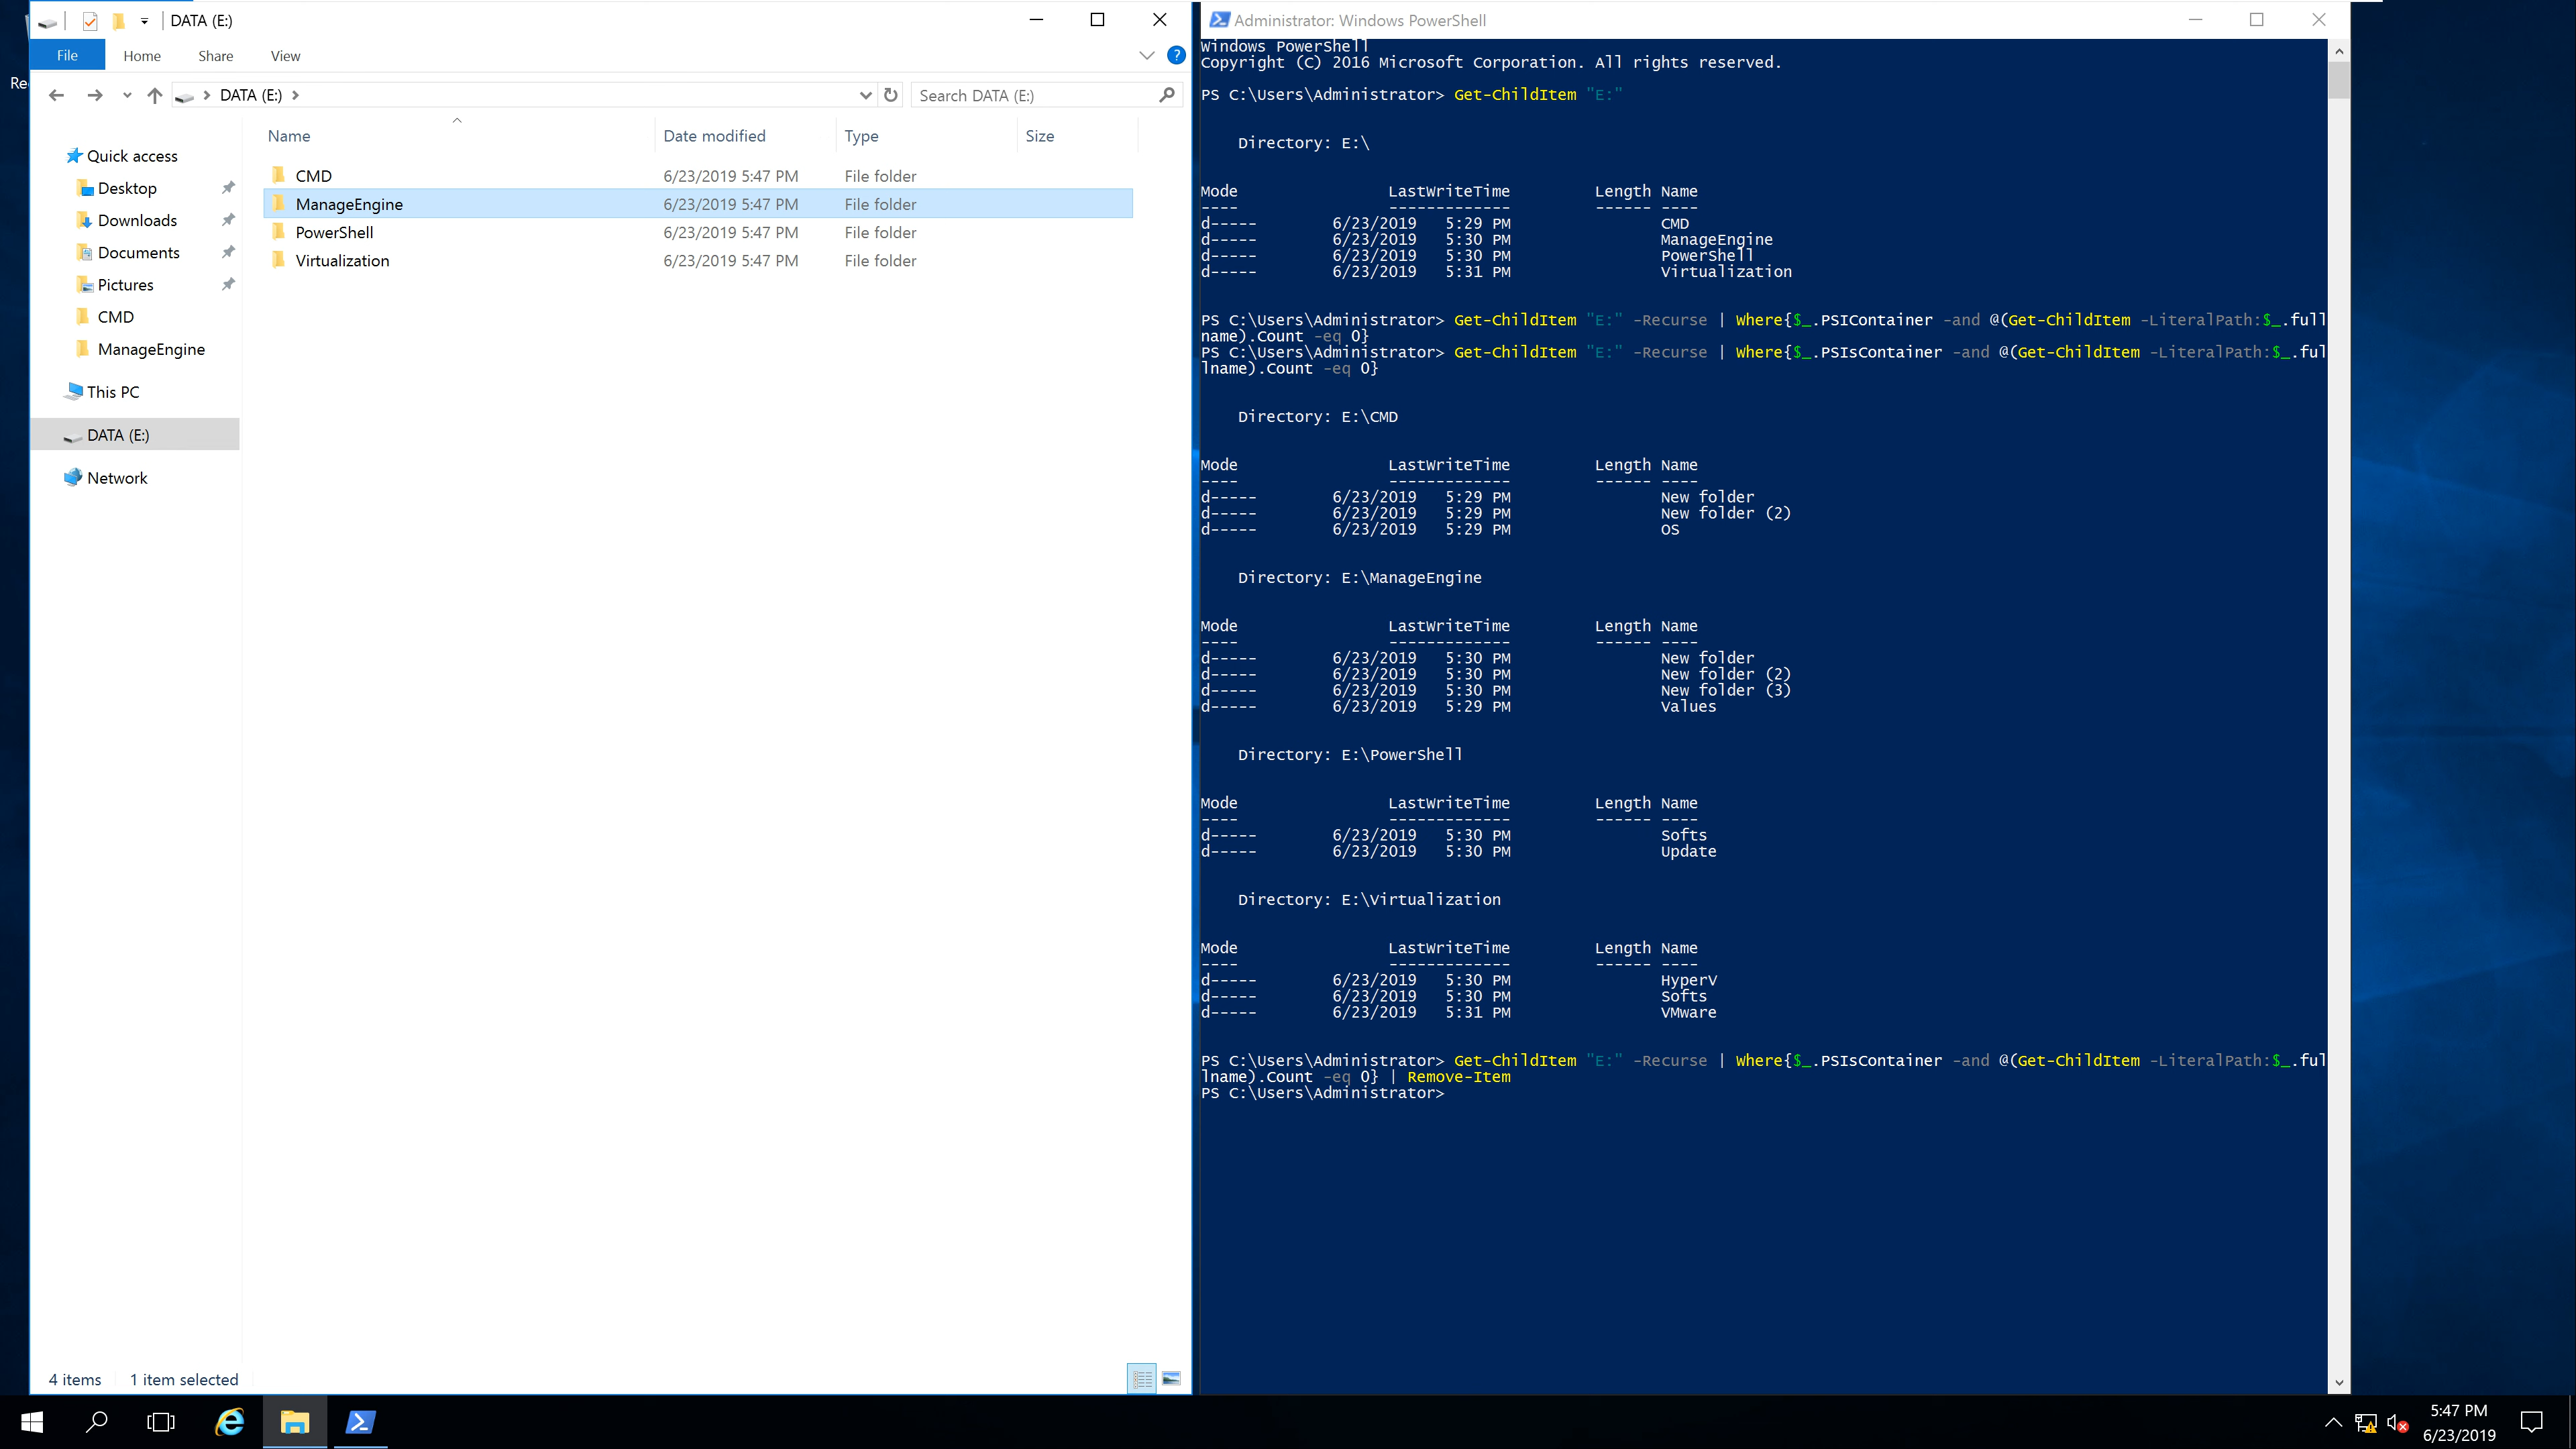 DATA (E:)
File Home Share View
DATA (E:)
Search DATA (E:)
Name Date modified Type Size
Quick access
Desktop
Downloads
Documents
Pictures
CMD
ManageEngine
This PC
DATA (E:)
Network
CMD 6/23/2019 5:47 PM File folder
ManageEngine 6/23/2019 5:47 PM File folder
PowerShell 6/23/2019 5:47 PM File folder
Virtualization 6/23/2019 5:47 PM File folder
4 items 1 item selected
Administrator: Windows PowerShell
Windows PowerShell
Copyright (C) 2016 Microsoft Corporation. All rights reserved.
PS C:\Users\Administrator> Get-ChildItem "E:"
Directory: E:\
Mode LastWriteTime Length Name
---- ------------- ------ ----
d----- 6/23/2019 5:29 PM CMD
d----- 6/23/2019 5:30 PM ManageEngine
d----- 6/23/2019 5:30 PM PowerShell
d----- 6/23/2019 5:31 PM Virtualization
PS C:\Users\Administrator> Get-ChildItem "E:" -Recurse | Where{$_.PSIContainer -and @(Get-ChildItem -LiteralPath:$_.full
name).Count -eq 0}
PS C:\Users\Administrator> Get-ChildItem "E:" -Recurse | Where{$_.PSIsContainer -and @(Get-ChildItem -LiteralPath:$_.ful
lname).Count -eq 0}
Directory: E:\CMD
Mode LastWriteTime Length Name
---- ------------- ------ ----
d----- 6/23/2019 5:29 PM New folder
d----- 6/23/2019 5:29 PM New folder (2)
d----- 6/23/2019 5:29 PM OS
Directory: E:\ManageEngine
Mode LastWriteTime Length Name
---- ------------- ------ ----
d----- 6/23/2019 5:30 PM New folder
d----- 6/23/2019 5:30 PM New folder (2)
d----- 6/23/2019 5:30 PM New folder (3)
d----- 6/23/2019 5:29 PM Values
Directory: E:\PowerShell
Mode LastWriteTime Length Name
---- ------------- ------ ----
d----- 6/23/2019 5:30 PM Softs
d----- 6/23/2019 5:30 PM Update
Directory: E:\Virtualization
Mode LastWriteTime Length Name
---- ------------- ------ ----
d----- 6/23/2019 5:30 PM HyperV
d----- 6/23/2019 5:30 PM Softs
d----- 6/23/2019 5:31 PM VMware
PS C:\Users\Administrator> Get-ChildItem "E:" -Recurse | Where{$_.PSIsContainer -and @(Get-ChildItem -LiteralPath:$_.ful
lname).Count -eq 0} | Remove-Item
PS C:\Users\Administrator>
5:47 PM
6/23/2019